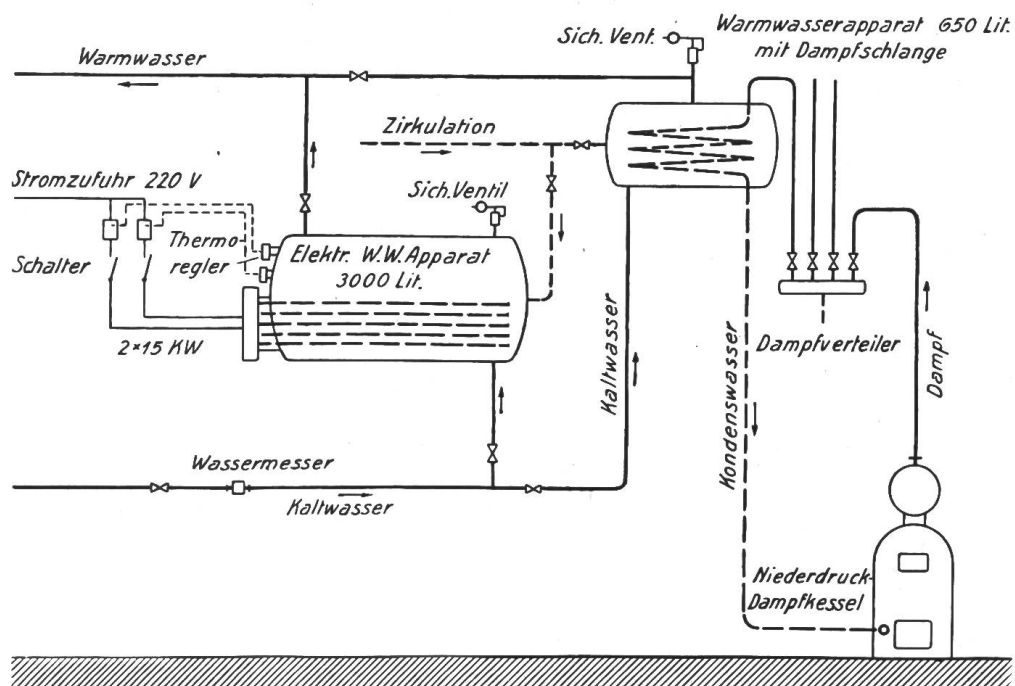 Warmwasserapparat 650 Lit.
mit Dampfschlange
Sich. Vent.
Warmwasser
Zirkulation
Stromzufuhr 220 V
Sich. Ventil
Thermo-
regler
Schalter
Elektr. W.W. Apparat
3000 Lit.
2×15 KW
Kaltwasser
Kondenswasser
Dampfverteiler
Dampf
Wassermesser
Kaltwasser
Niederdruck-
Dampfkessel